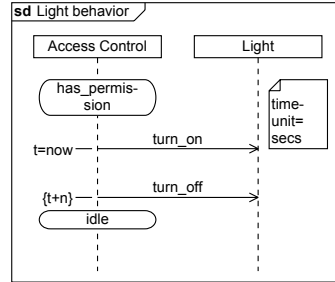 sd Light behavior
Access Control
Light
has_permis-
sion
time-
unit=
secs
t=now
turn_on
{t+n}
turn_off
idle